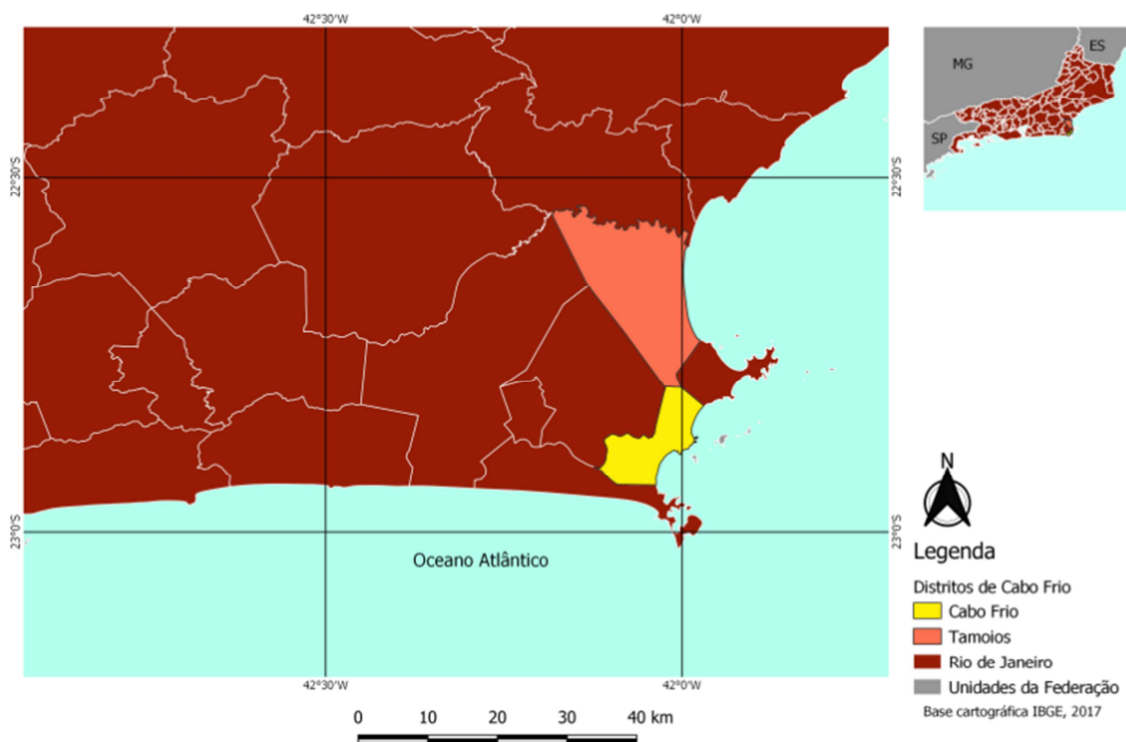 42°30'W
42°0'W
22°30'S
22°30'S
23°0'S
23°0'S
Oceano Atlântico
42°30'W
42°0'W
0 10 20 30 40 km
MG
ES
SP
N
Legenda
Distritos de Cabo Frio
Cabo Frio
Tamoios
Rio de Janeiro
Unidades da Federação
Base cartográfica IBGE, 2017